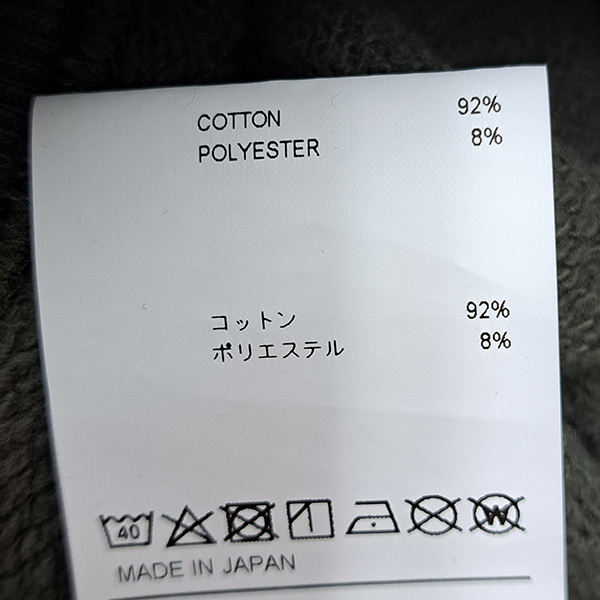 COTTON 92%
POLYESTER 8%
コットン 92%
ポリエステル 8%
40 W
MADE IN JAPAN